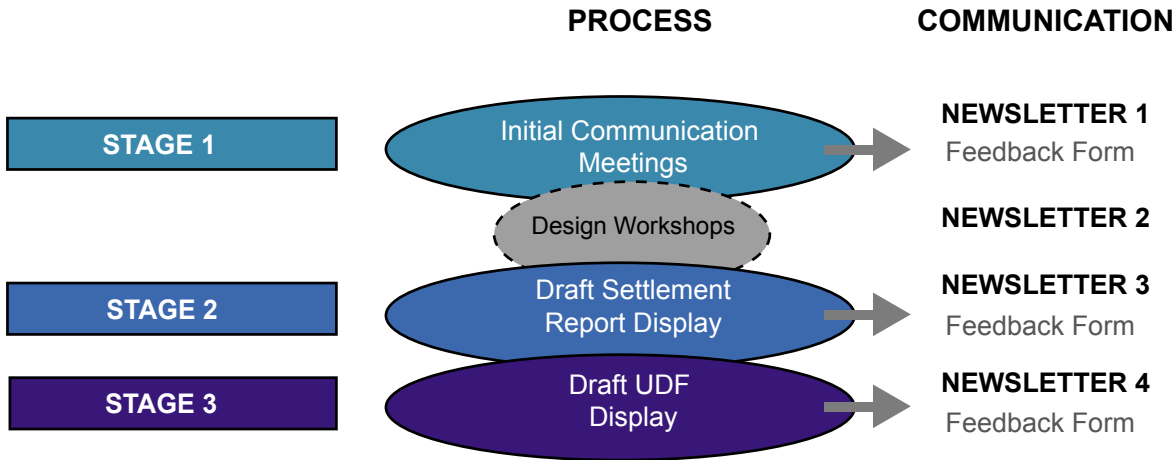 PROCESS
COMMUNICATION
STAGE 1
Initial Communication
Meetings
NEWSLETTER 1
Feedback Form
Design Workshops
NEWSLETTER 2
STAGE 2
Draft Settlement
Report Display
NEWSLETTER 3
Feedback Form
STAGE 3
Draft UDF
Display
NEWSLETTER 4
Feedback Form